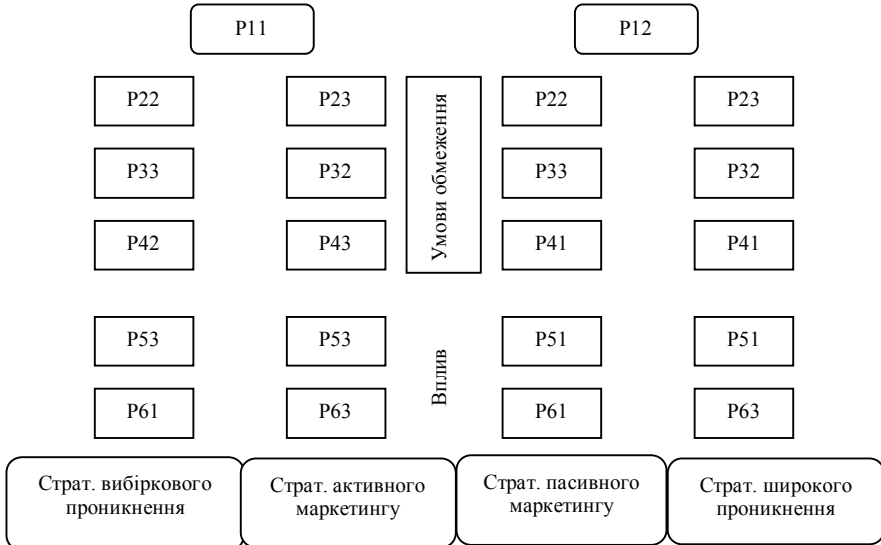 P11 P12
P22 P23 P22 P23
Умови обмеження
P33 P32 P33 P32
P42 P43 P41 P41
P53 P53 P51 P51
Вплив
P61 P63 P61 P63
Страт. вибіркового
проникнення
Страт. активного
маркетингу
Страт. пасивного
маркетингу
Страт. широкого
проникнення